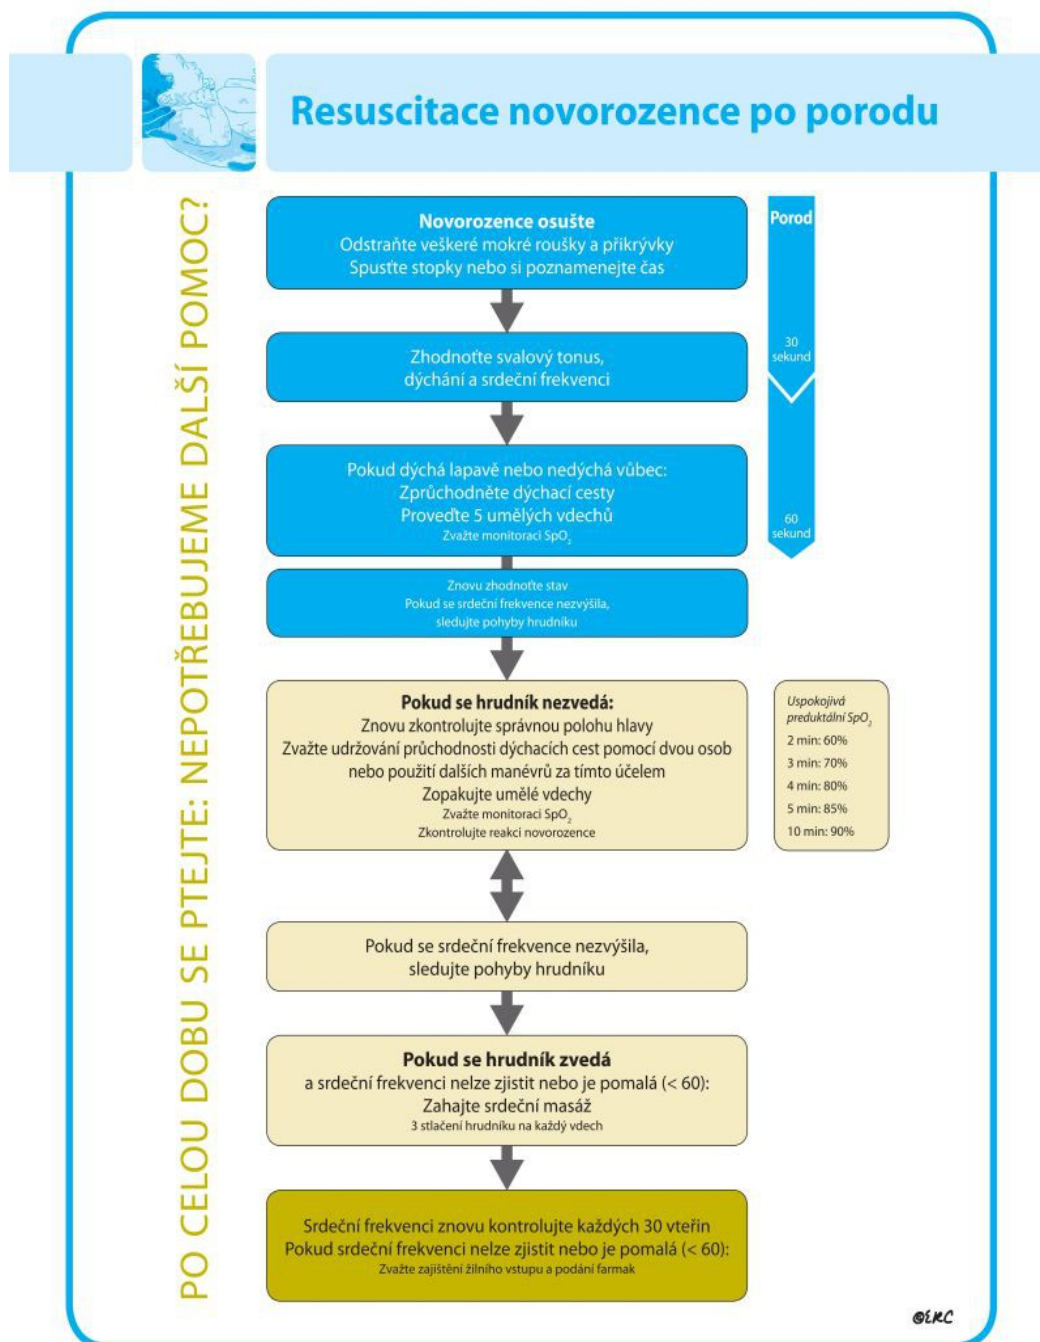 Resuscitace novorozence po porodu
PO CELOU DOBU SE PTEJTE: NEPOTŘEBUJEME DALŠÍ POMOC?
Novorozence osušte
Odstraňte veškeré mokré roušky a přikrývky
Spusťte stopky nebo si poznamenejte čas
Porod
30
sekund
Zhodnoťte svalový tonus,
dýchání a srdeční frekvenci
Pokud dýchá lapavě nebo nedýchá vůbec:
Zprůchodněte dýchací cesty
Proveďte 5 umělých vdechů
Zvažte monitoraci SpO₂
60
sekund
Znovu zhodnoťte stav
Pokud se srdeční frekvence nezvýšila,
sledujte pohyby hrudníku
Pokud se hrudník nezvedá:
Znovu zkontrolujte správnou polohu hlavy
Zvažte udržování průchodnosti dýchacích cest pomocí dvou osob
nebo použití dalších manévrů za tímto účelem
Zopakujte umělé vdechy
Zvažte monitoraci SpO₂
Zkontrolujte reakci novorozence
Uspokojivá
preduktální SpO₂
2 min: 60%
3 min: 70%
4 min: 80%
5 min: 85%
10 min: 90%
Pokud se srdeční frekvence nezvýšila,
sledujte pohyby hrudníku
Pokud se hrudník zvedá
a srdeční frekvenci nelze zjistit nebo je pomalá (< 60):
Zahajte srdeční masáž
3 stlačení hrudníku na každý vdech
Srdeční frekvenci znovu kontrolujte každých 30 vteřin
Pokud srdeční frekvenci nelze zjistit nebo je pomalá (< 60):
Zvažte zajištění žilního vstupu a podání farmak
©ERC